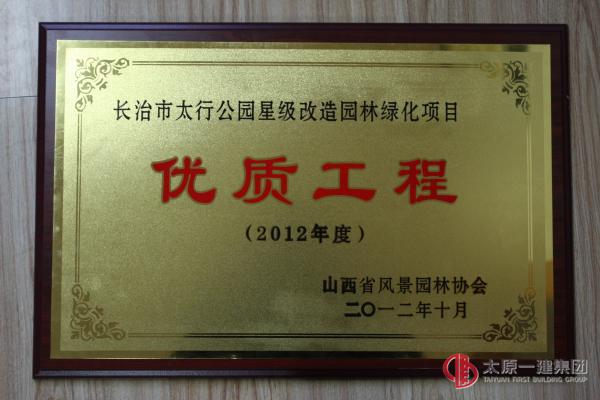 长治市太行公园星级改造园林绿化项目
优质工程
（2012年度）
山西省风景园林协会
二〇一二年十月
太原一建集团
TAIYUAN FIRST BUILDING GROUP